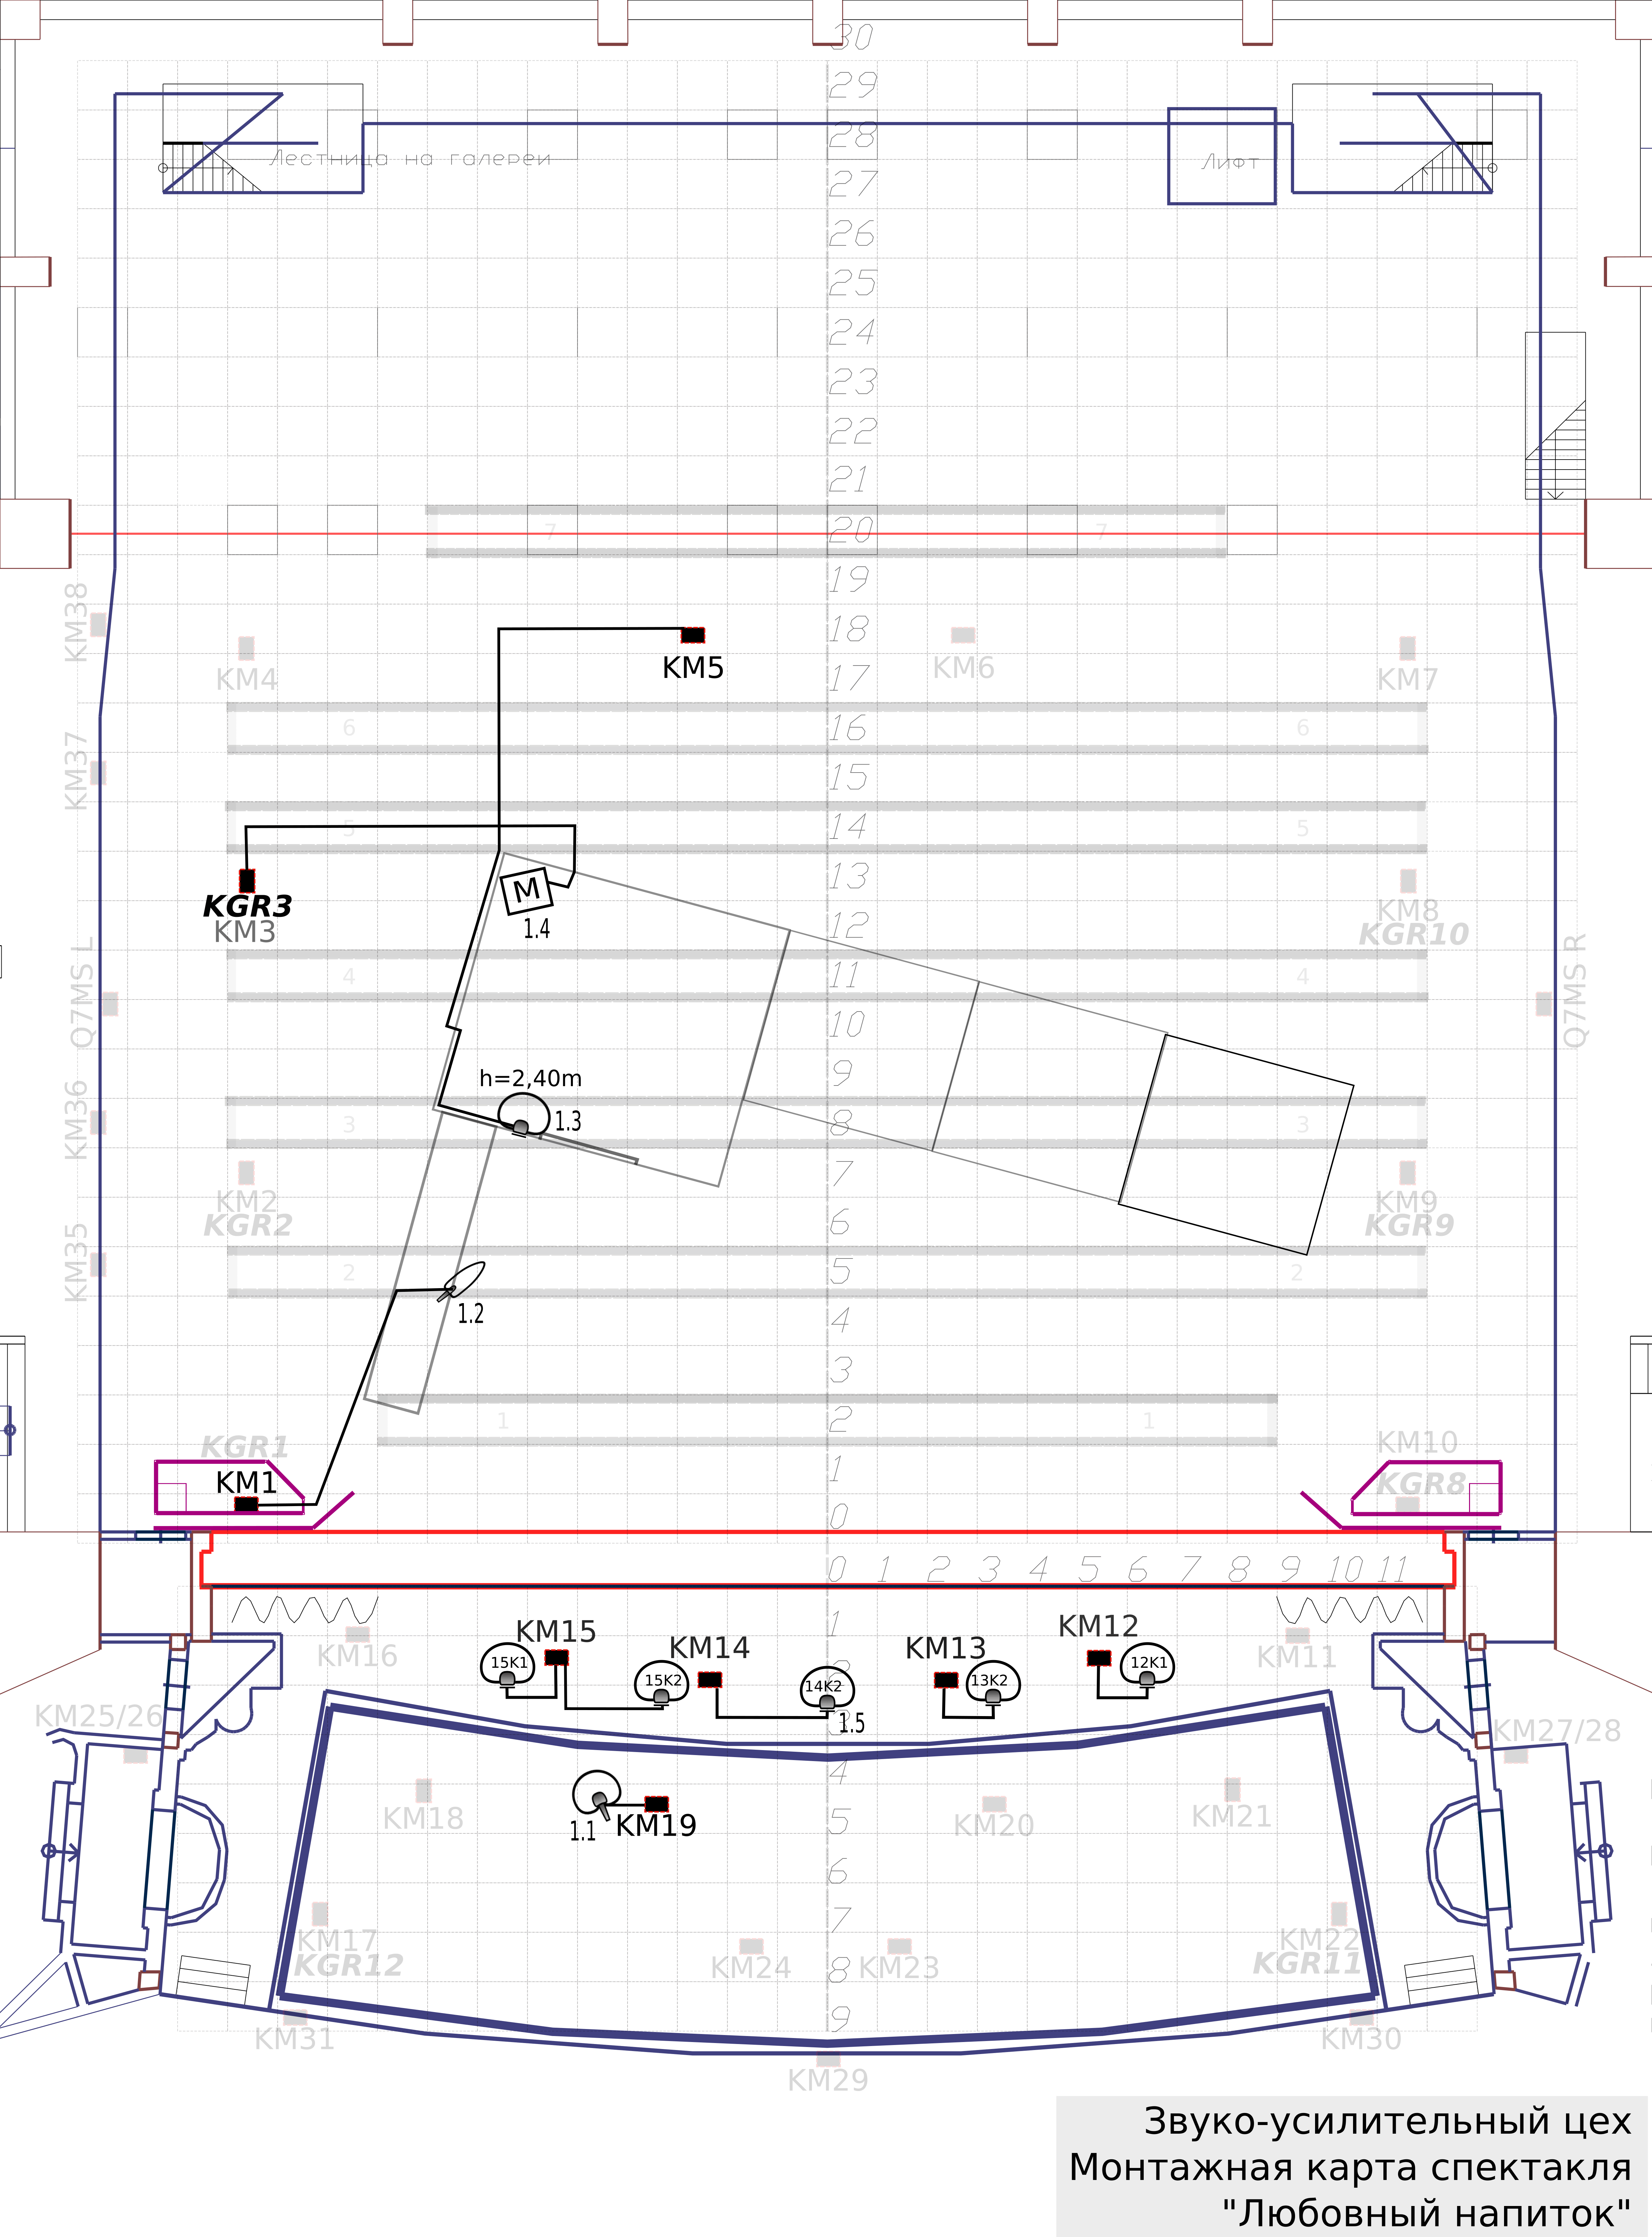 30
29
28
Лестница на галереи
Лифт
27
26
25
24
23
22
21
7
20
7
19
KM38
18
KM5
KM6
KM4
KM7
17
6
16
6
KM37
15
5
14
5
13
KGR3
KM3
M
1.4
12
KM8
KGR10
Q7MS L
Q7MS R
4
11
4
10
h=2,40m
9
1.3
KM36
3
8
3
7
KM2
KGR2
KM9
KGR9
6
KM35
2
5
2
1.2
4
3
1
2
1
KGR1
KM10
KM1
1
KGR8
0
0 1 2 3 4 5 6 7 8 9 10 11
1
KM15
KM14
KM13
KM12
KM16
KM11
15K1
15K2
14K2
13K2
12K1
1.5
KM25/26
KM27/28
4
KM18
1.1
KM19
5
KM20
KM21
6
7
KM17
KGR12
KM22
KGR11
KM24
8
KM23
9
KM31
KM30
KM29
Звуко-усилительный цех
Монтажная карта спектакля
"Любовный напиток"